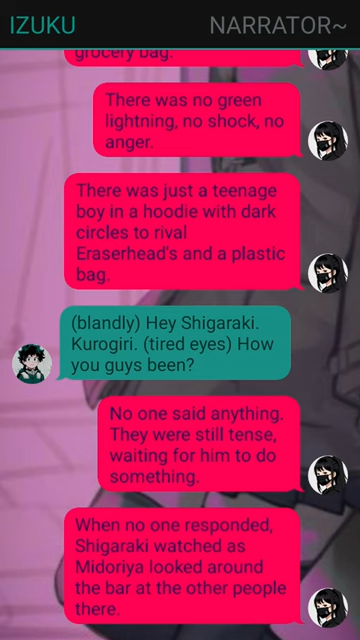 IZUKU NARRATOR~
grocery bag.
There was no green
lightning, no shock, no
anger.
There was just a teenage
boy in a hoodie with dark
circles to rival
Eraserhead's and a plastic
bag.
(blandly) Hey Shigaraki.
Kurogiri. (tired eyes) How
you guys been?
No one said anything.
They were still tense,
waiting for him to do
something.
When no one responded,
Shigaraki watched as
Midoriya looked around
the bar at the other people
there.